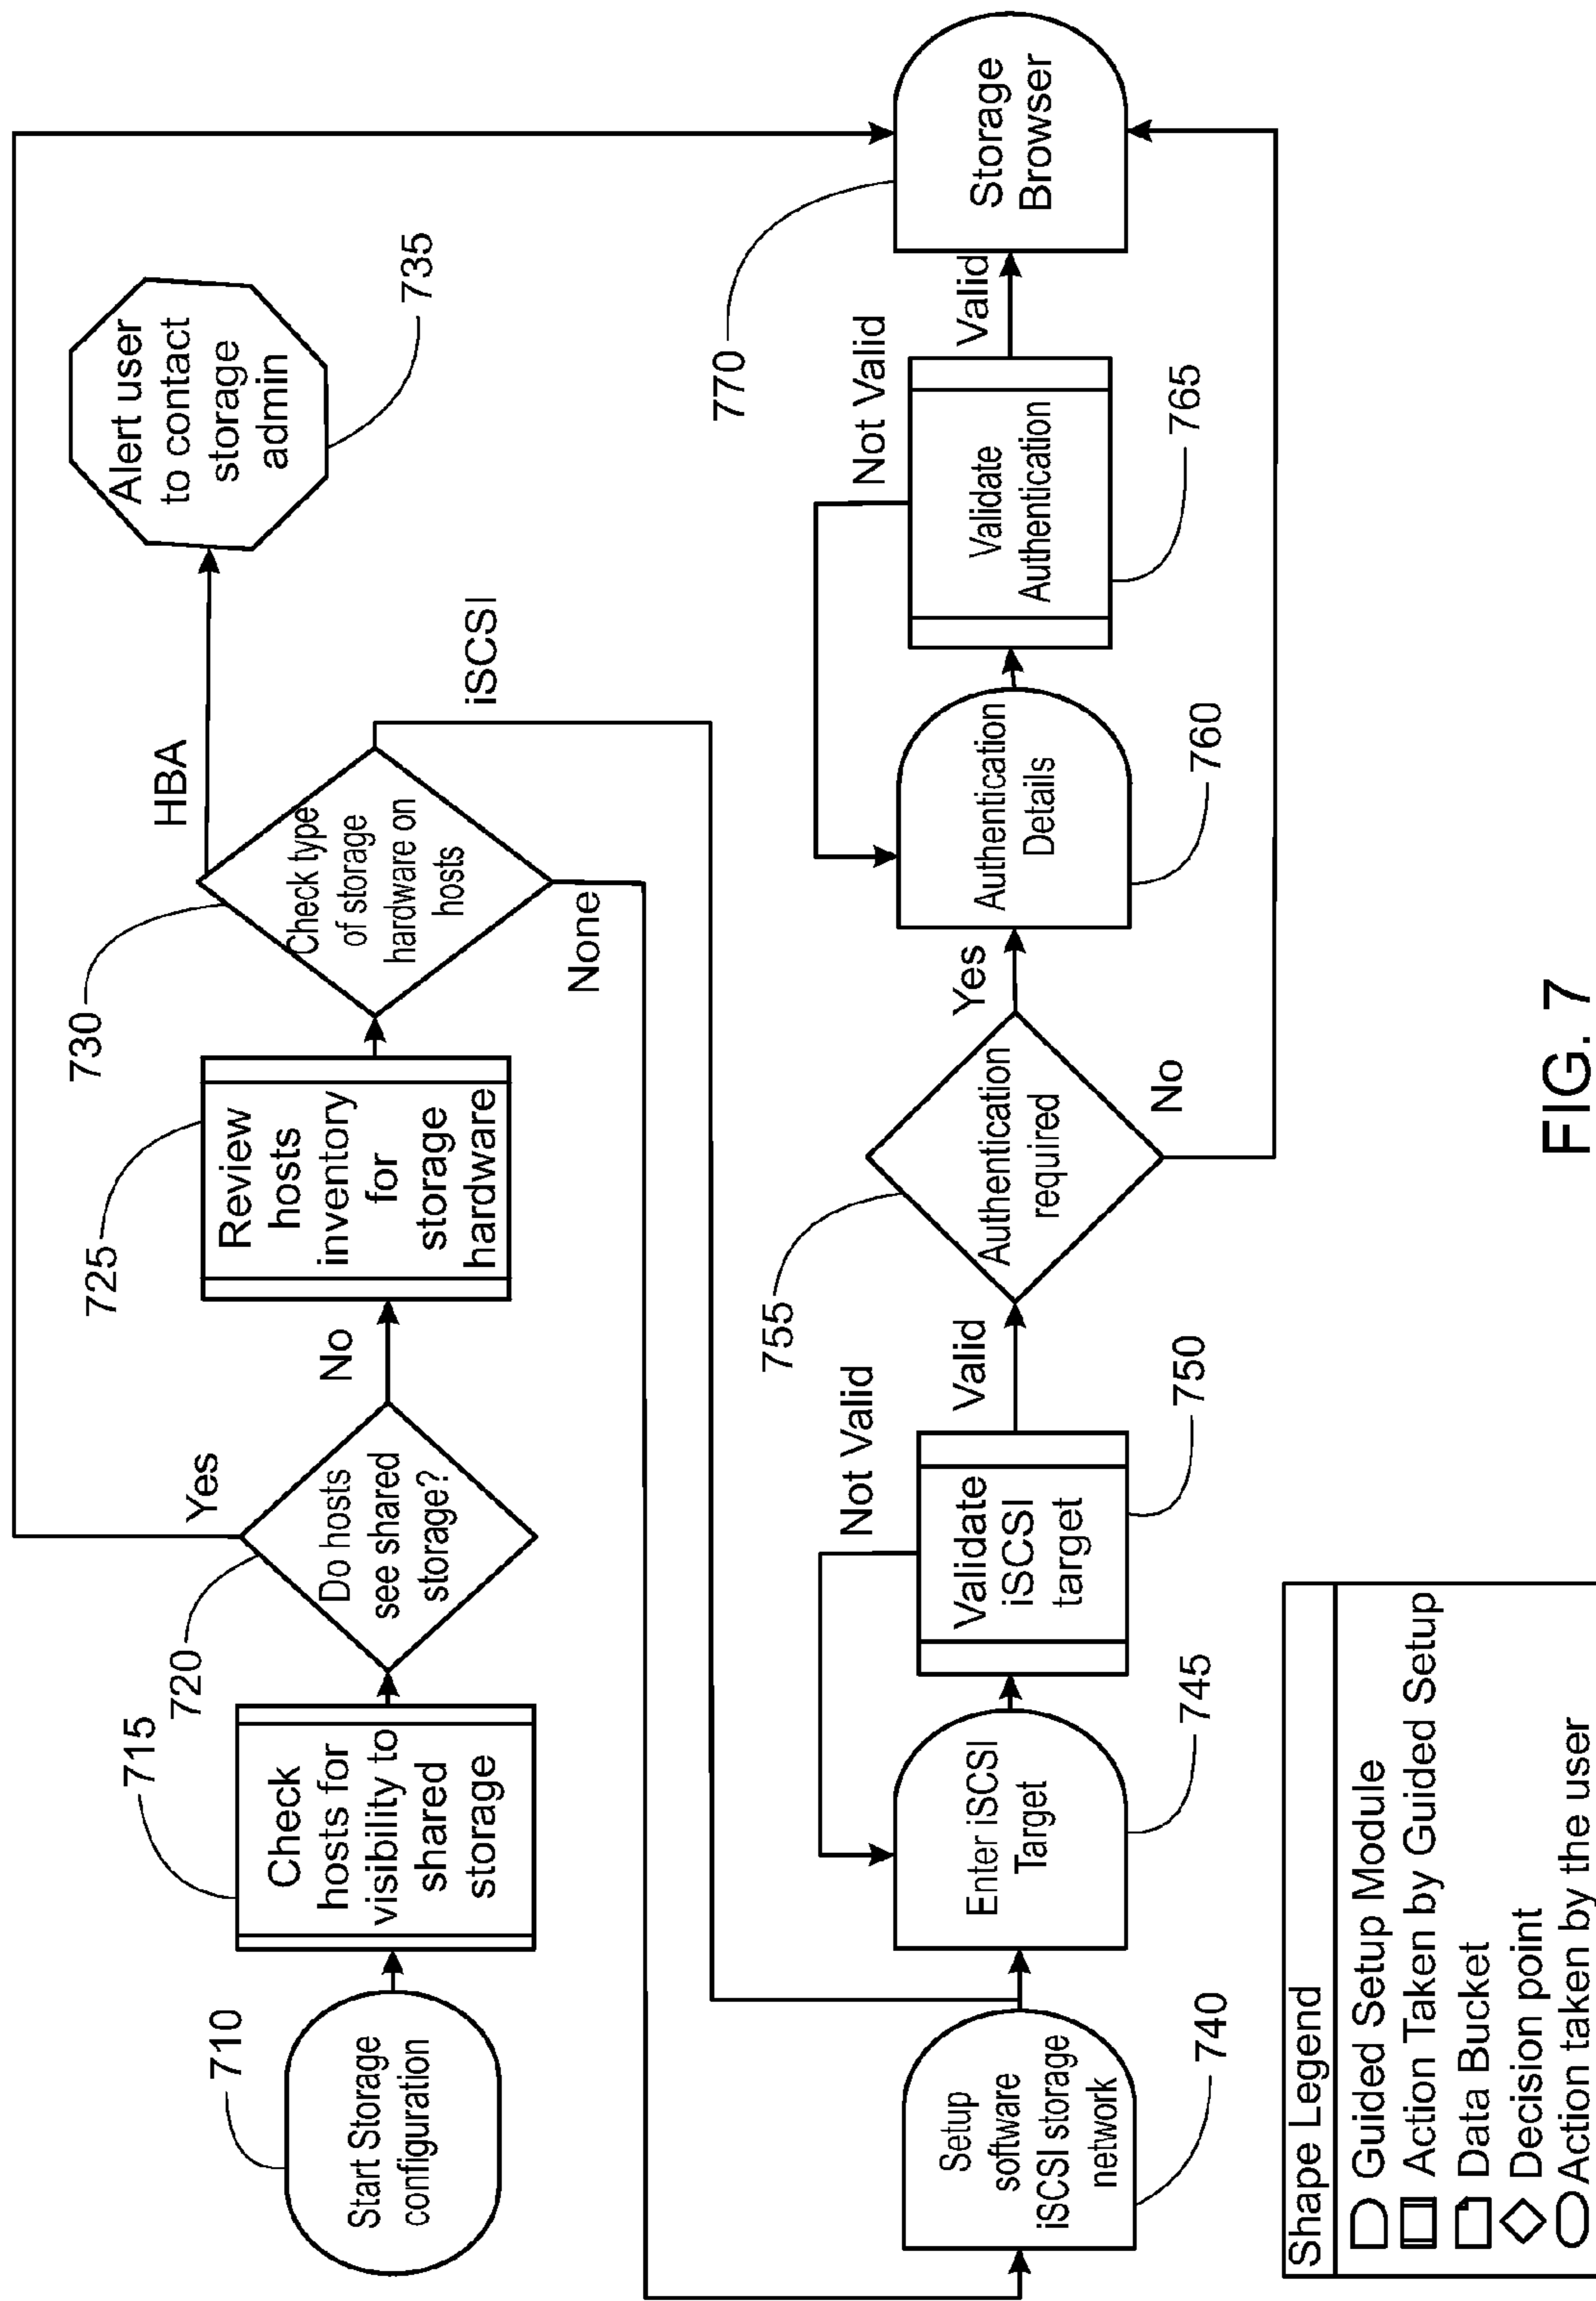 710
Start Storage
configuration
715
Check
hosts for
visibility to
shared
storage
720
Do hosts
see shared
storage?
Yes
No
725
Review
hosts
inventory
for
storage
hardware
730
Check type
of storage
hardware on
hosts
HBA
iSCSI
None
Alert user
to contact
storage
admin
735
Setup
software
iSCSI storage
network
740
Enter iSCSI
Target
745
Not Valid
Validate
iSCSI
target
750
Valid
755
Authentication
required
Yes
No
Authentication
Details
760
Not Valid
Validate
Authentication
765
Valid
770
Storage
Browser
Shape Legend
Guided Setup Module
Action Taken by Guided Setup
Data Bucket
Decision point
Action taken by the user
FIG. 7